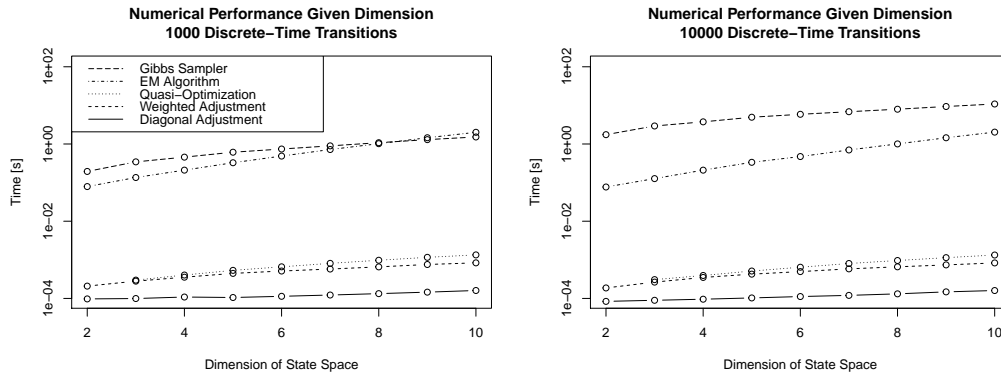 Numerical Performance Given Dimension
1000 Discrete−Time Transitions
Time [s]
1e+02
1e+00
1e−02
1e−04
Gibbs Sampler
EM Algorithm
Quasi−Optimization
Weighted Adjustment
Diagonal Adjustment
2 4 6 8 10
Dimension of State Space
Numerical Performance Given Dimension
10000 Discrete−Time Transitions
Time [s]
1e+02
1e+00
1e−02
1e−04
2 4 6 8 10
Dimension of State Space